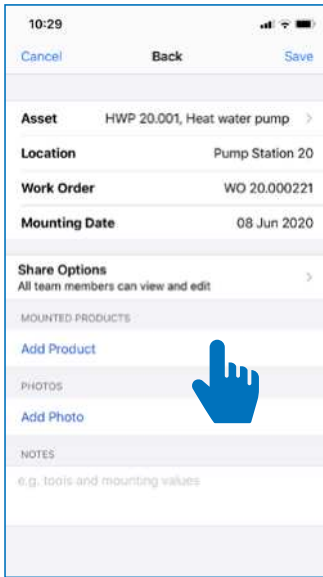 10:29
Cancel Back Save
Asset HWP 20.001, Heat water pump
Location Pump Station 20
Work Order WO 20.000221
Mounting Date 08 Jun 2020
Share Options
All team members can view and edit
MOUNTED PRODUCTS
Add Product
PHOTOS
Add Photo
NOTES
e.g. tools and mounting values